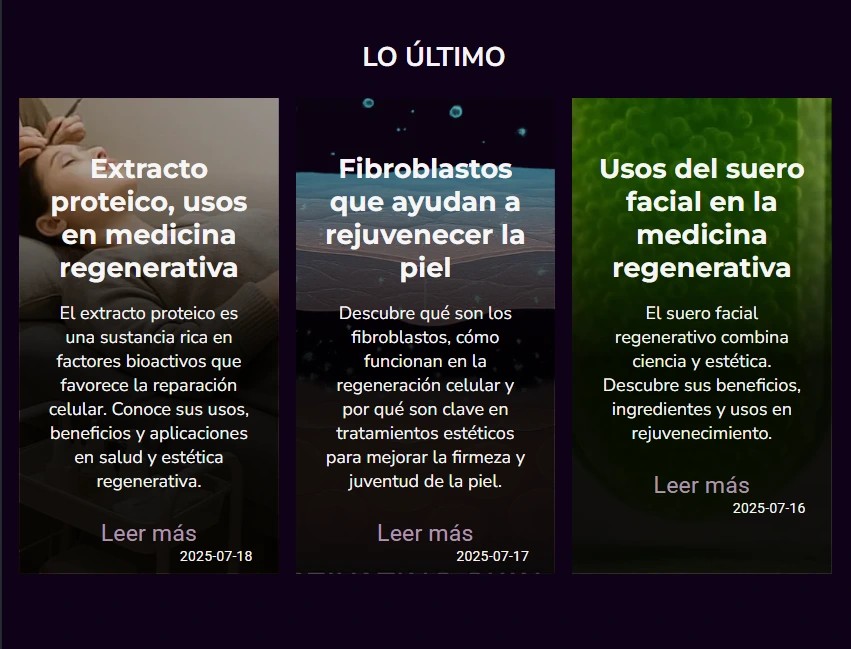 LO ÚLTIMO
Extracto
proteico, usos
en medicina
regenerativa
El extracto proteico es
una sustancia rica en
factores bioactivos que
favorece la reparación
celular. Conoce sus usos,
beneficios y aplicaciones
en salud y estética
regenerativa.
Leer más
2025-07-18
Fibroblastos
que ayudan a
rejuvenecer la
piel
Descubre qué son los
fibroblastos, cómo
funcionan en la
regeneración celular y
por qué son clave en
tratamientos estéticos
para mejorar la firmeza y
juventud de la piel.
Leer más
2025-07-17
Usos del suero
facial en la
medicina
regenerativa
El suero facial
regenerativo combina
ciencia y estética.
Descubre sus beneficios,
ingredientes y usos en
rejuvenecimiento.
Leer más
2025-07-16